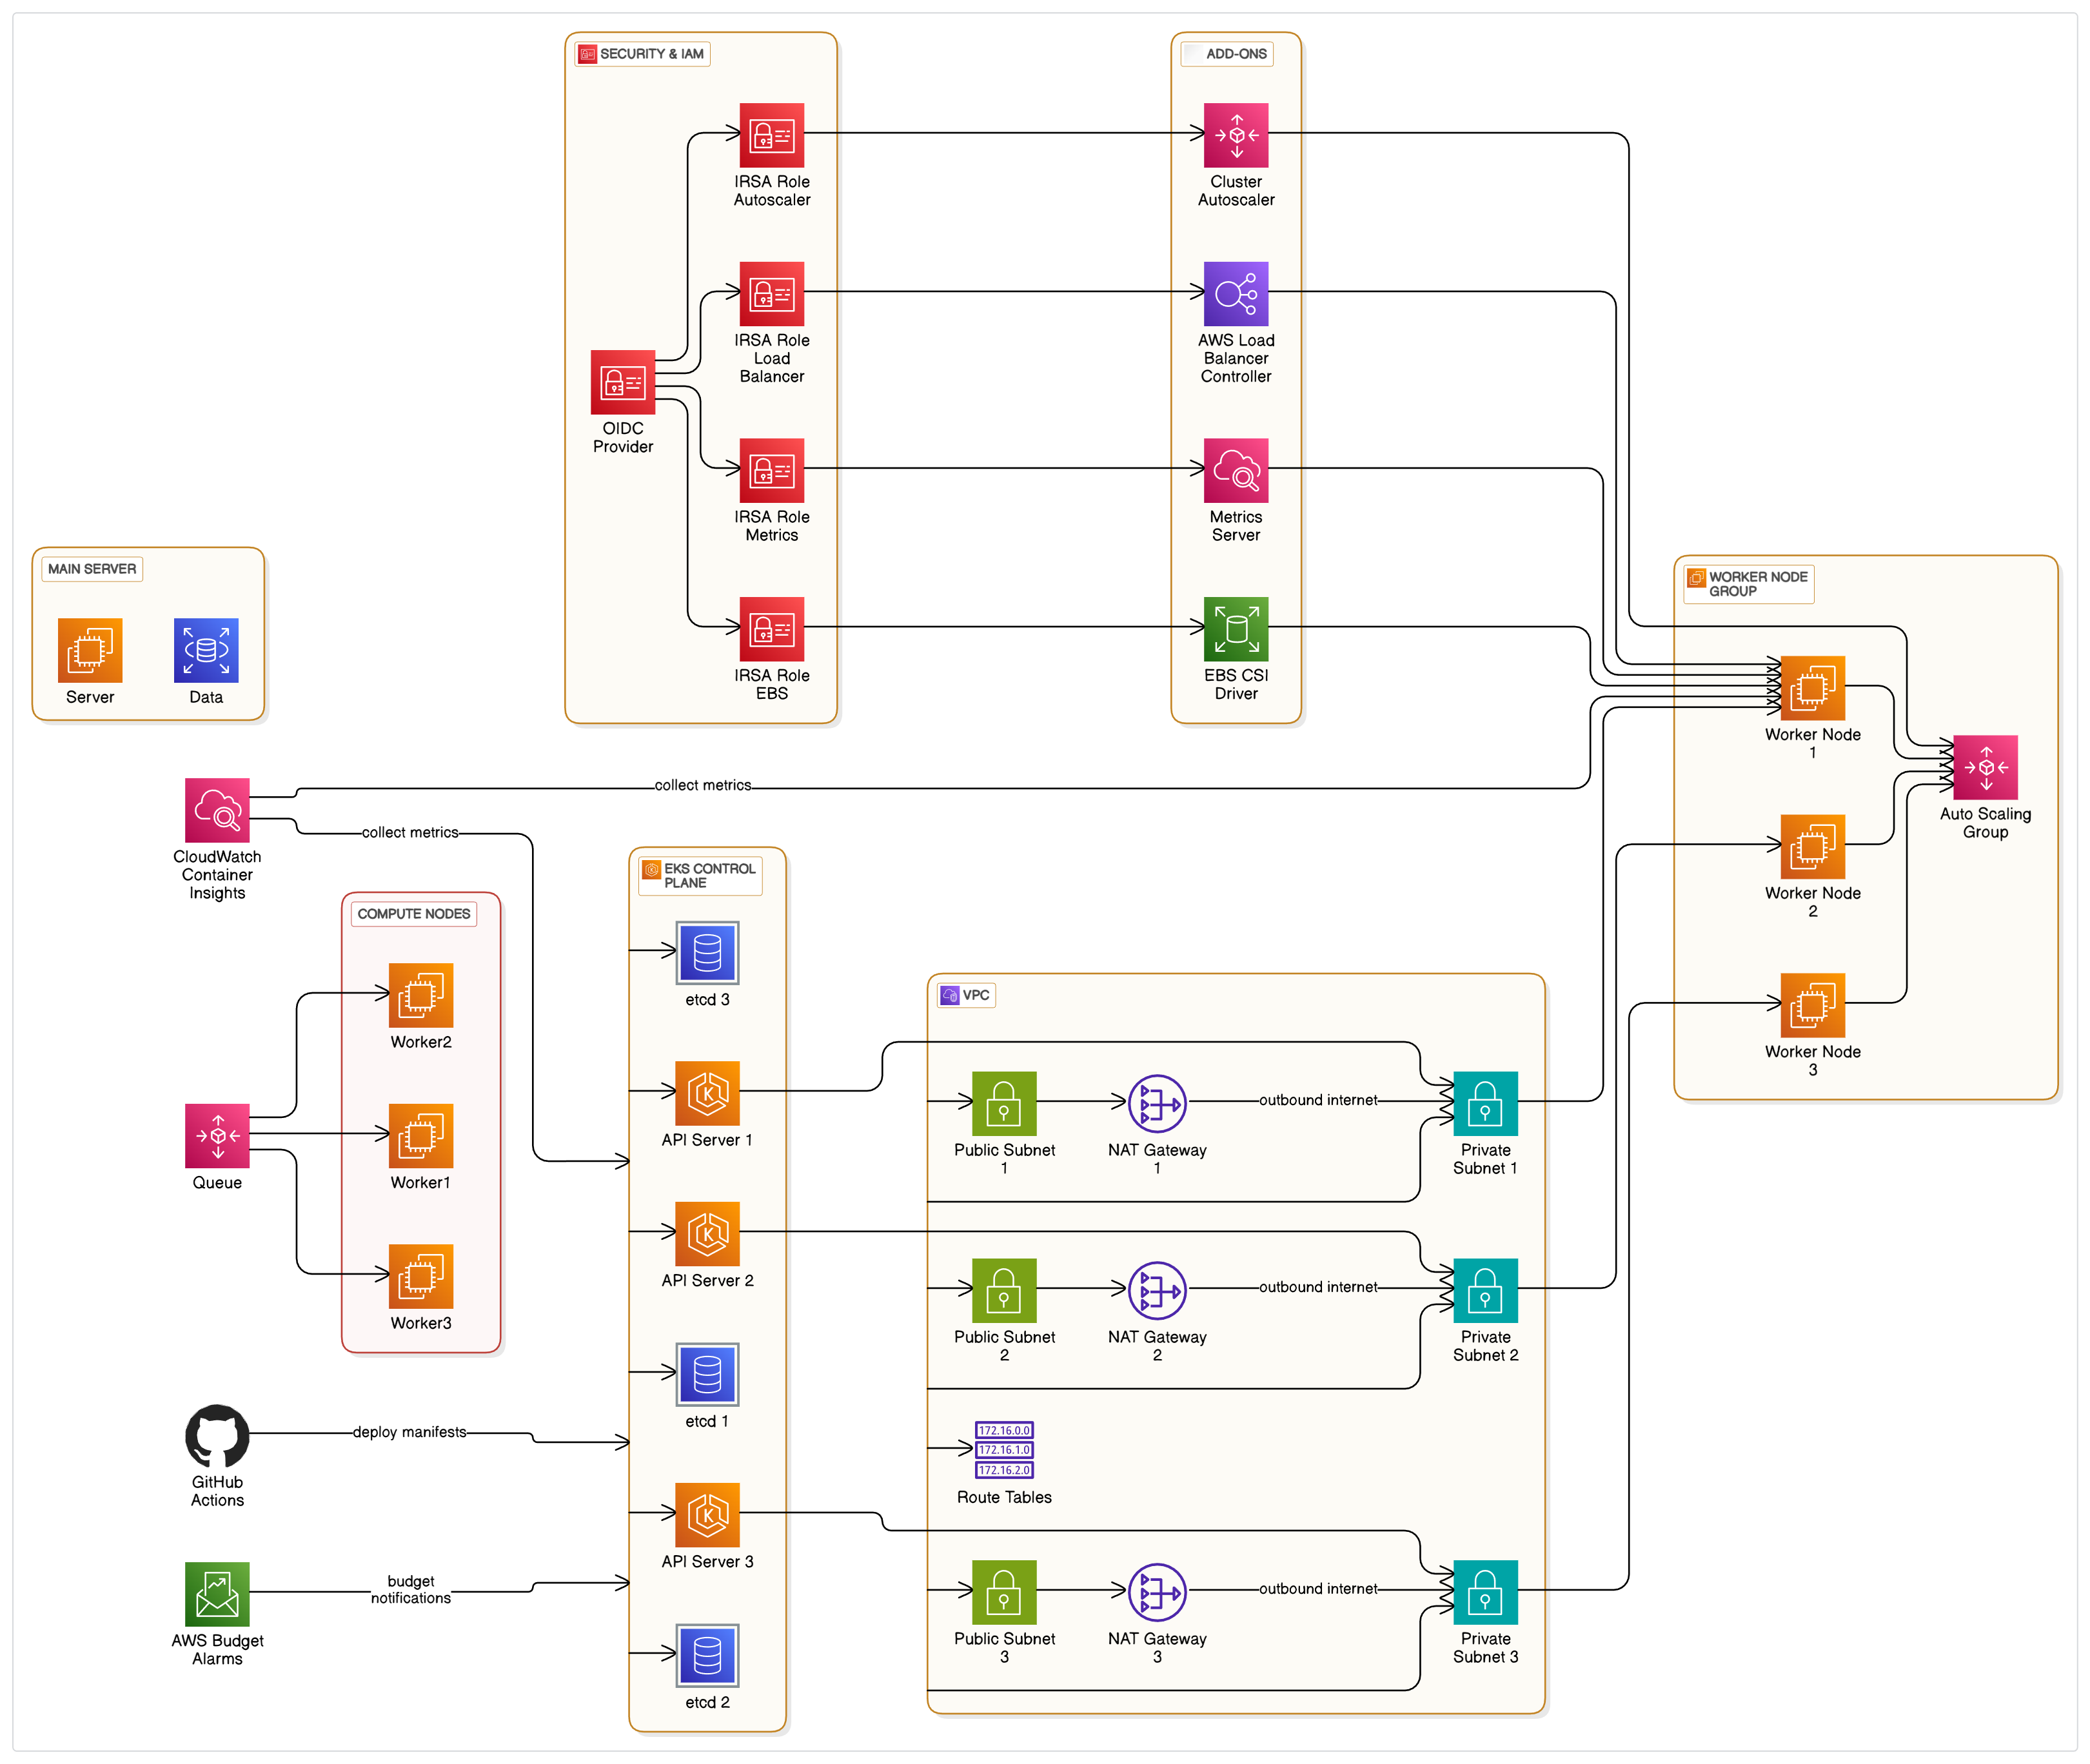 SECURITY & IAM
IRSA Role
Autoscaler
IRSA Role
Load
Balancer
OIDC
Provider
IRSA Role
Metrics
IRSA Role
EBS
ADD-ONS
Cluster
Autoscaler
AWS Load
Balancer
Controller
Metrics
Server
EBS CSI
Driver
MAIN SERVER
Server
Data
WORKER NODE
GROUP
Worker Node
1
Worker Node
2
Worker Node
3
Auto Scaling
Group
CloudWatch
Container
Insights
collect metrics
collect metrics
COMPUTE NODES
Worker2
Worker1
Worker3
Queue
GitHub
Actions
deploy manifests
AWS Budget
Alarms
budget
notifications
EKS CONTROL
PLANE
etcd 3
API Server 1
API Server 2
etcd 1
API Server 3
etcd 2
VPC
Public Subnet
1
NAT Gateway
1
outbound internet
Private
Subnet 1
Public Subnet
2
NAT Gateway
2
outbound internet
Private
Subnet 2
172.16.0.0
172.16.1.0
172.16.2.0
Route Tables
Public Subnet
3
NAT Gateway
3
outbound internet
Private
Subnet 3